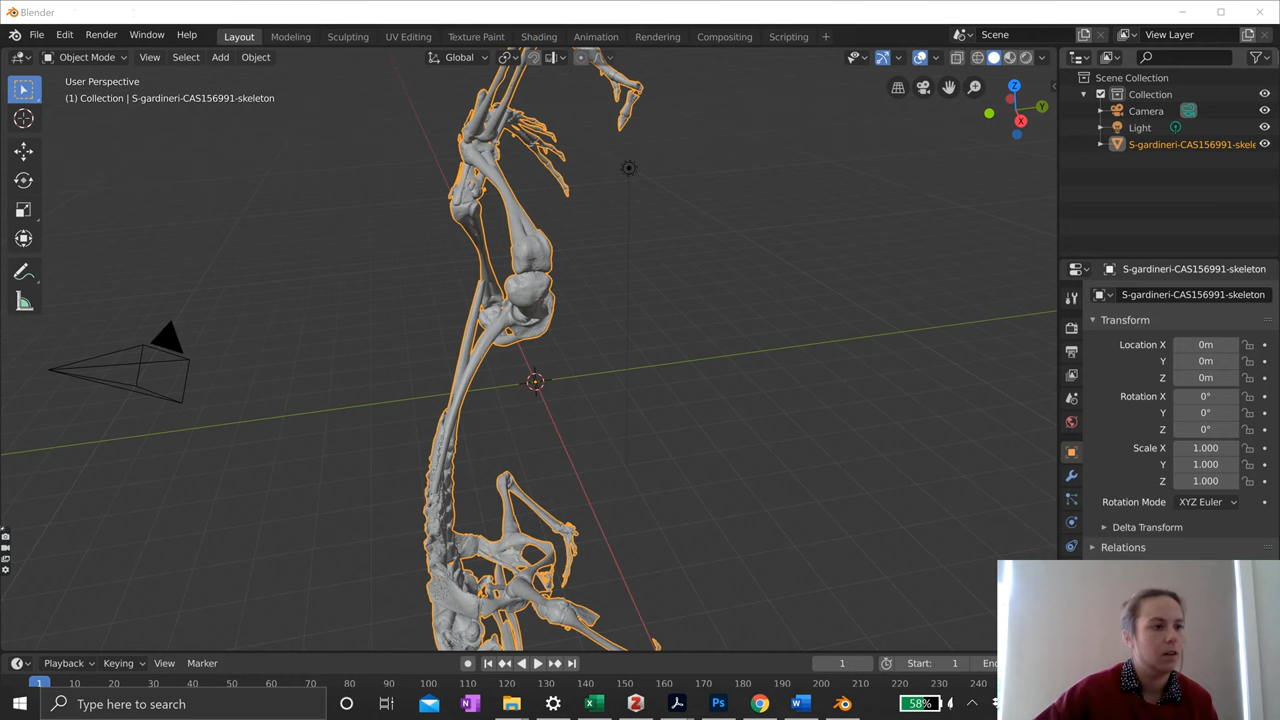 Blender
File Edit Render Window Help Layout Modeling Sculpting UV Editing Texture Paint Shading Animation Rendering Compositing Scripting + Scene View Layer
Object Mode View Select Add Object Global
User Perspective
(1) Collection | S-gardineri-CAS156991-skeleton
Z
Y
X
Scene Collection
Collection
Camera
Light
S-gardineri-CAS156991-skele
S-gardineri-CAS156991-skeleton
S-gardineri-CAS156991-skeleton
Transform
Location X 0m
Y 0m
Z 0m
Rotation X 0°
Y 0°
Z 0°
Scale X 1.000
Y 1.000
Z 1.000
Rotation Mode XYZ Euler
Delta Transform
Relations
Playback Keying View Marker 1 Start: 1 En
1 10 20 30 40 50 60 70 80 90 100 110 120 130 140 150 160 170 180 190 200 210 220 230 240 250
Type here to search 58%